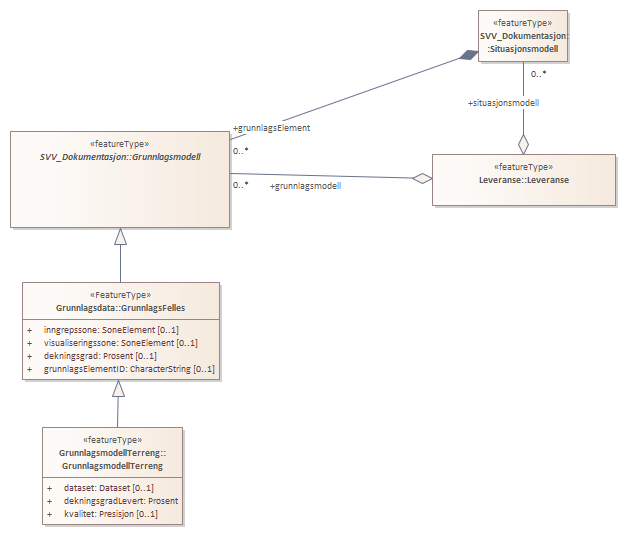 «featureType»
SVV_Dokumentasjon:
:Situasjonsmodell
0..*
+situasjonsmodell
+grunnlagsElement
0..*
«featureType»
SVV_Dokumentasjon::Grunnlagsmodell
0..*
+grunnlagsmodell
«featureType»
Leveranse::Leveranse
«FeatureType»
Grunnlagsdata::GrunnlagsFelles
+ inngrepssone: SoneElement [0..1]
+ visualiseringssone: SoneElement [0..1]
+ dekningsgrad: Prosent [0..1]
+ grunnlagsElementID: CharacterString [0..1]
«featureType»
GrunnlagsmodellTerreng::
GrunnlagsmodellTerreng
+ dataset: Dataset [0..1]
+ dekningsgradLevert: Prosent
+ kvalitet: Presisjon [0..1]